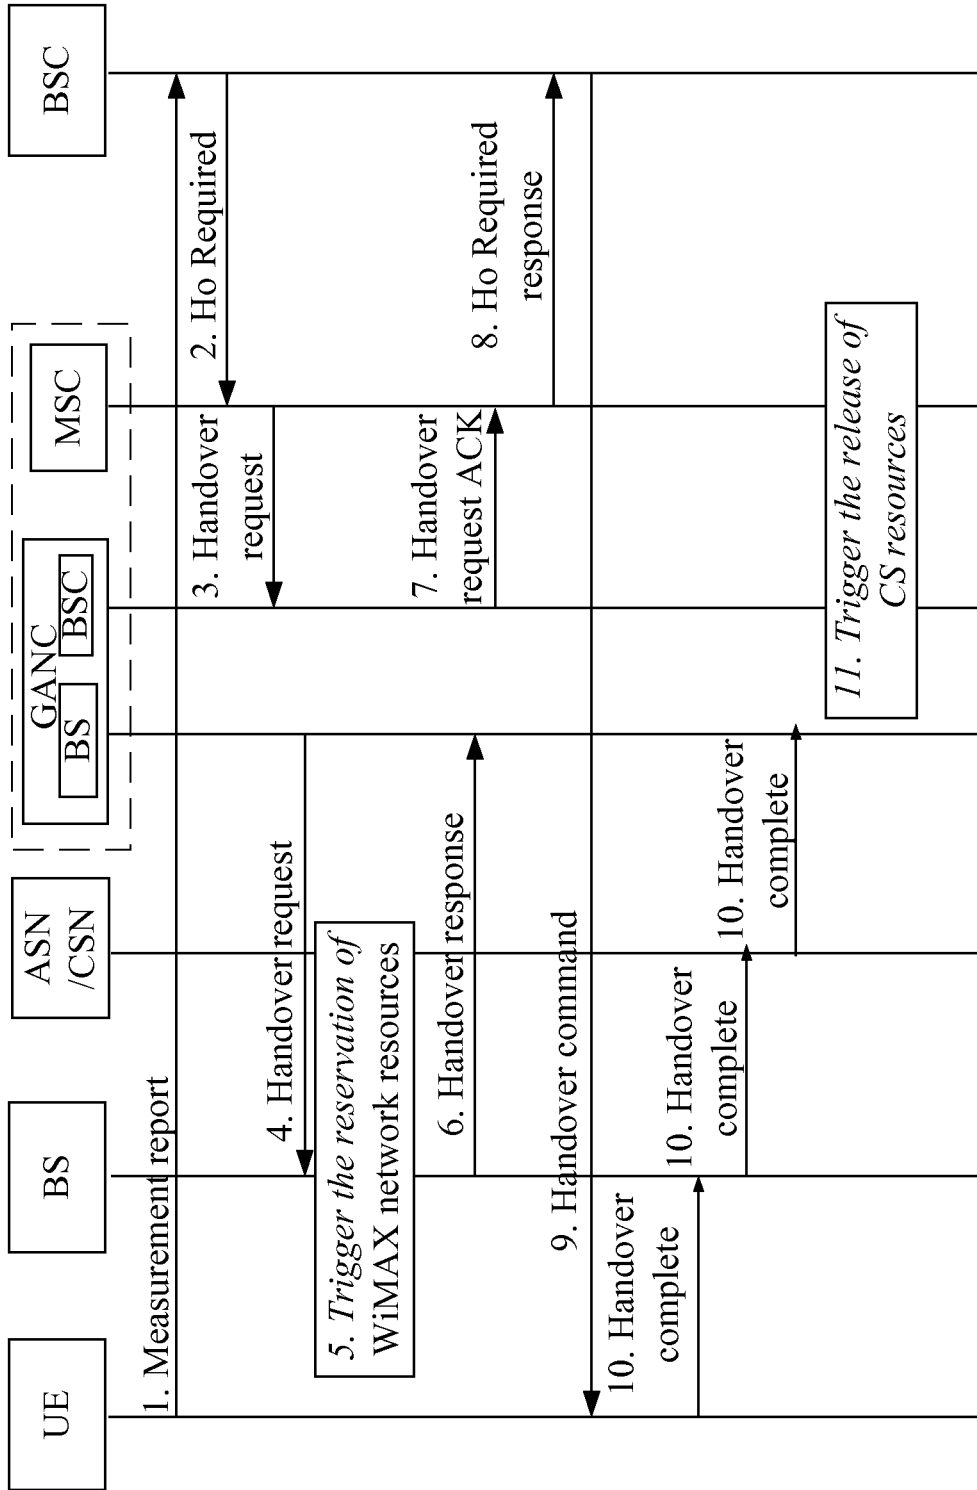 UE
BS
ASN
/CSN
GANC
BS
BSC
MSC
BSC
1. Measurement report
2. Ho Required
3. Handover
request
4. Handover request
5. Trigger the reservation of
WiMAX network resources
6. Handover response
7. Handover
request ACK
8. Ho Required
response
9. Handover command
10. Handover
complete
10. Handover
complete
10. Handover
complete
11. Trigger the release of
CS resources